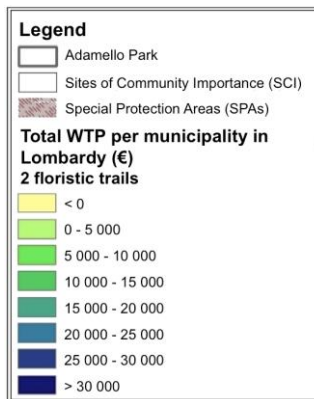 Legend
Adamello Park
Sites of Community Importance (SCI)
Special Protection Areas (SPAs)
Total WTP per municipality in
Lombardy (€)
2 floristic trails
< 0
0 - 5 000
5 000 - 10 000
10 000 - 15 000
15 000 - 20 000
20 000 - 25 000
25 000 - 30 000
> 30 000